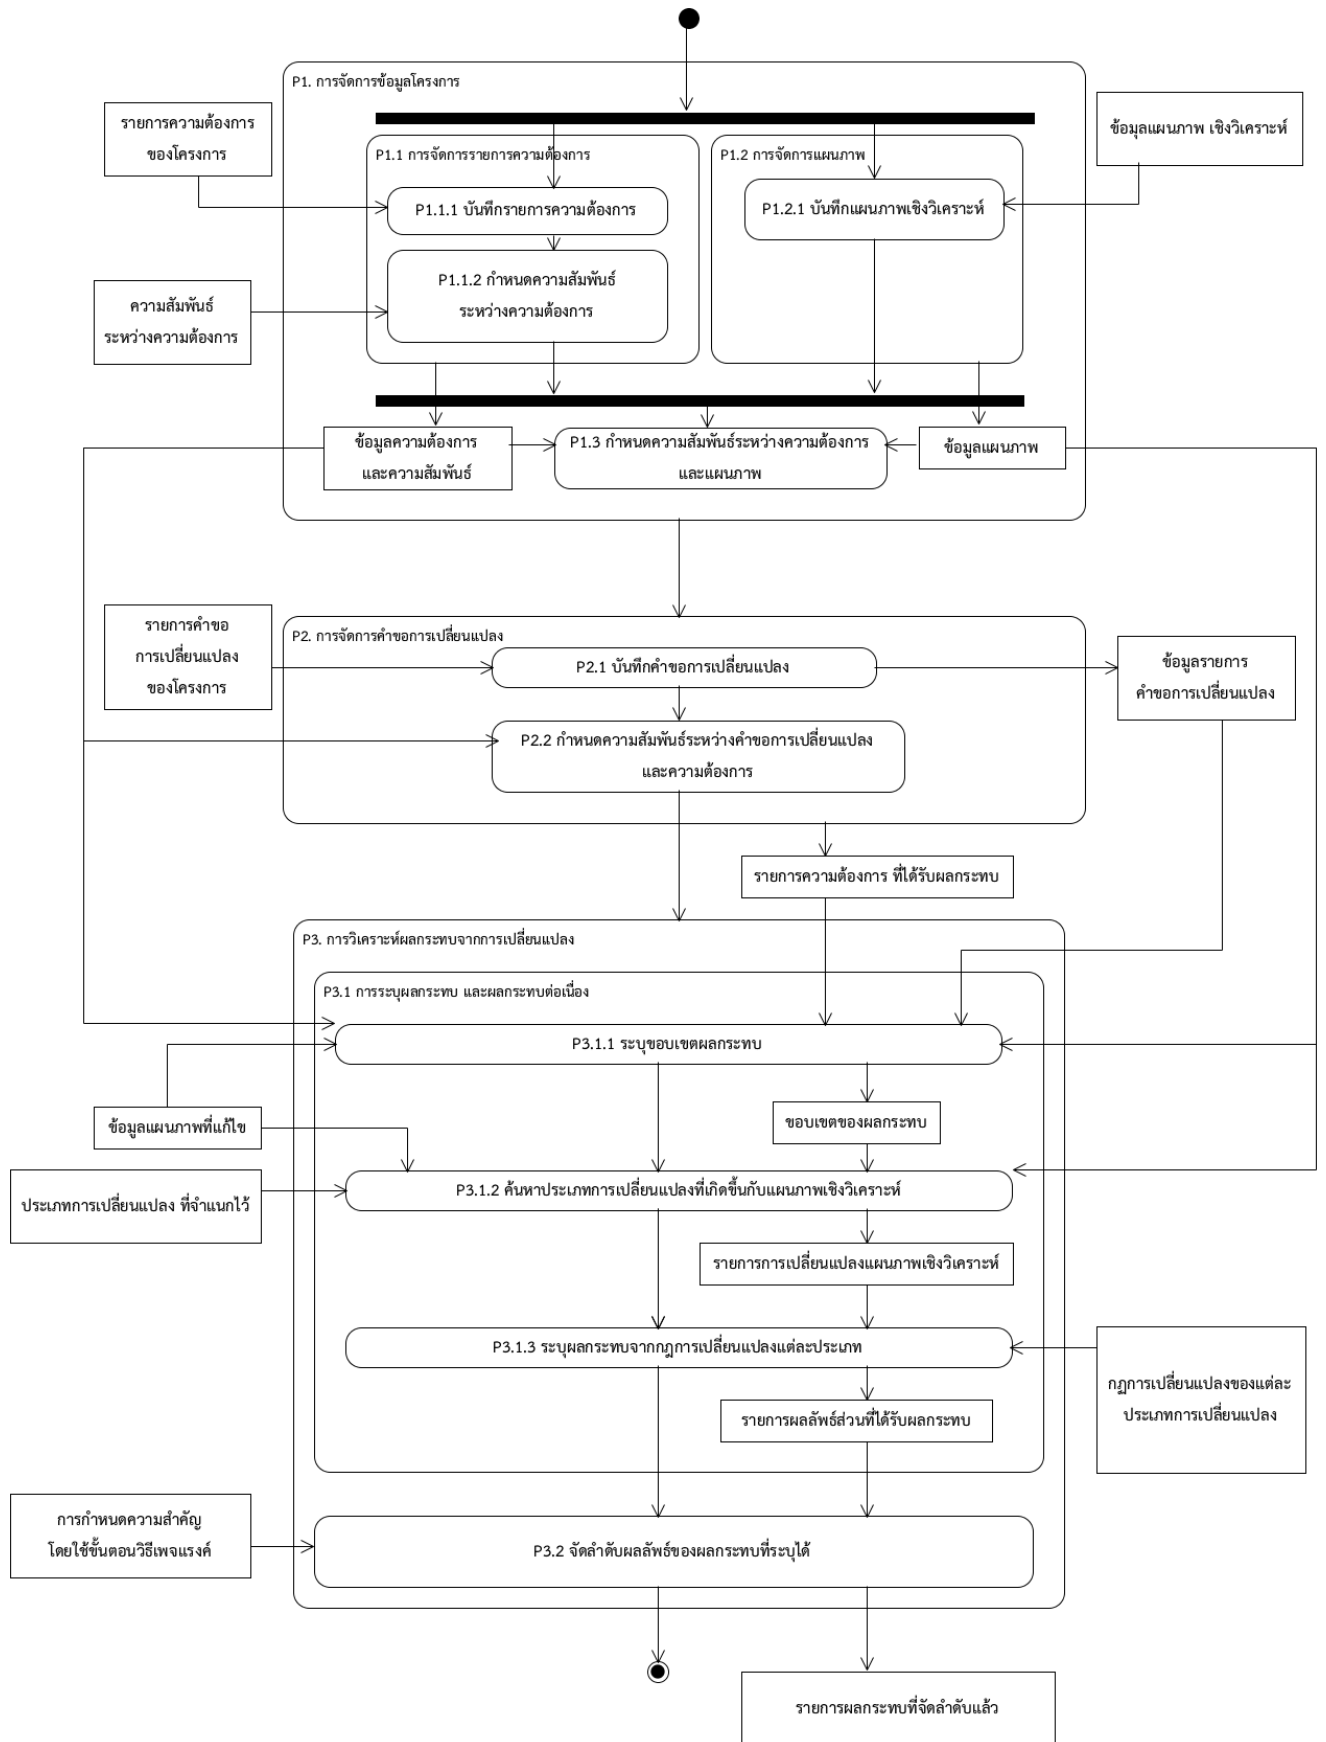 P1. การจัดการข้อมูลโครงการ
รายการความต้องการ
ของโครงการ
ข้อมุลแผนภาพ เชิงวิเคราะห์
P1.1 การจัดการรายการความต้องการ
P1.2 การจัดการแผนภาพ
P1.1.1 บันทึกรายการความต้องการ
P1.2.1 บันทึกแผนภาพเชิงวิเคราะห์
P1.1.2 กำหนดความสัมพันธ์
ระหว่างความต้องการ
ความสัมพันธ์
ระหว่างความต้องการ
ข้อมูลความต้องการ
และความสัมพันธ์
P1.3 กำหนดความสัมพันธ์ระหว่างความต้องการ
และแผนภาพ
ข้อมูลแผนภาพ
รายการคำขอ
การเปลี่ยนแปลง
ของโครงการ
P2. การจัดการคำขอการเปลี่ยนแปลง
P2.1 บันทึกคำขอการเปลี่ยนแปลง
ข้อมูลรายการ
คำขอการเปลี่ยนแปลง
P2.2 กำหนดความสัมพันธ์ระหว่างคำขอการเปลี่ยนแปลง
และความต้องการ
รายการความต้องการ ที่ได้รับผลกระทบ
P3. การวิเคราะห์ผลกระทบจากการเปลี่ยนแปลง
P3.1 การระบุผลกระทบ และผลกระทบต่อเนื่อง
P3.1.1 ระบุขอบเขตผลกระทบ
ข้อมูลแผนภาพที่แก้ไข
ขอบเขตของผลกระทบ
ประเภทการเปลี่ยนแปลง ที่จำแนกไว้
P3.1.2 ค้นหาประเภทการเปลี่ยนแปลงที่เกิดขึ้นกับแผนภาพเชิงวิเคราะห์
รายการการเปลี่ยนแปลงแผนภาพเชิงวิเคราะห์
P3.1.3 ระบุผลกระทบจากกฎการเปลี่ยนแปลงแต่ละประเภท
กฏการเปลี่ยนแปลงของแต่ละ
ประเภทการเปลี่ยนแปลง
รายการผลลัพธ์ส่วนที่ได้รับผลกระทบ
การกำหนดความสำคัญ
โดยใช้ขั้นตอนวิธีเพจแรงค์
P3.2 จัดลำดับผลลัพธ์ของผลกระทบที่ระบุได้
รายการผลกระทบที่จัดลำดับแล้ว